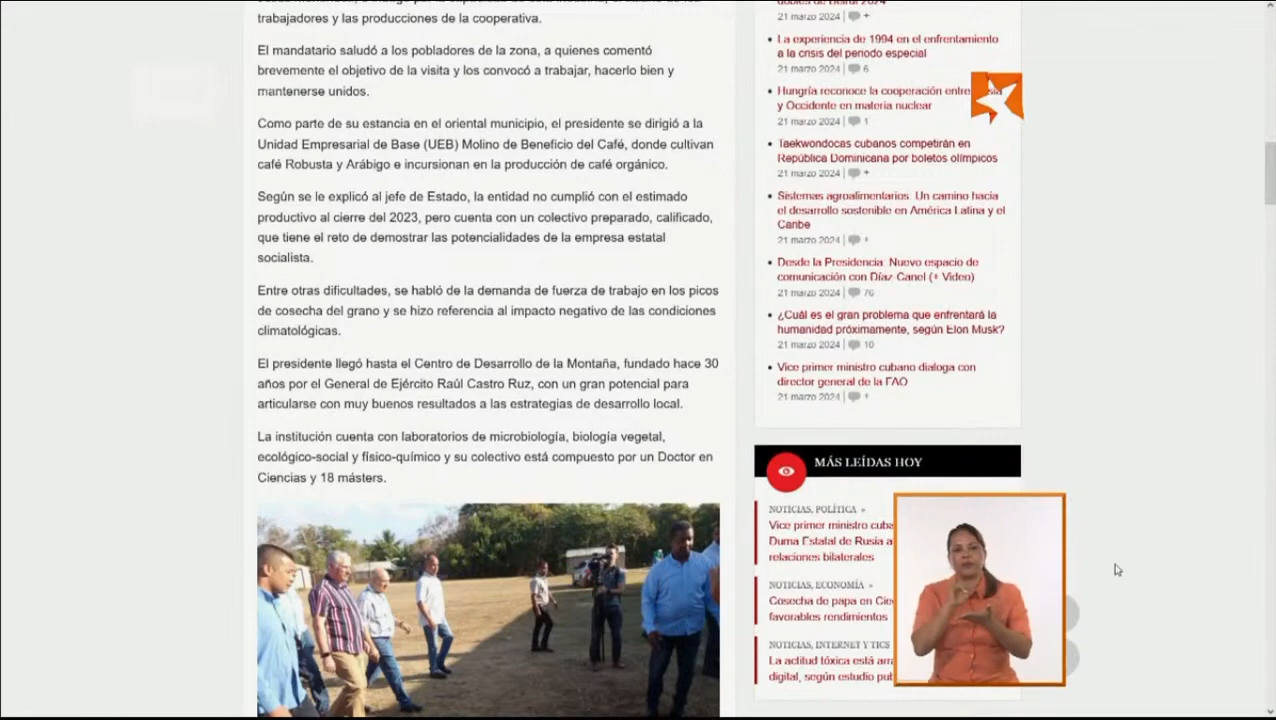 trabajadores y las producciones de la cooperativa.
El mandatario saludó a los pobladores de la zona, a quienes comentó
brevemente el objetivo de la visita y los convocó a trabajar, hacerlo bien y
mantenerse unidos.
Como parte de su estancia en el oriental municipio, el presidente se dirigió a la
Unidad Empresarial de Base (UEB) Molino de Beneficio del Café, donde cultivan
café Robusta y Arábigo e incursionan en la producción de café orgánico.
Según se le explicó al jefe de Estado, la entidad no cumplió con el estimado
productivo al cierre del 2023, pero cuenta con un colectivo preparado, calificado,
que tiene el reto de demostrar las potencialidades de la empresa estatal
socialista.
Entre otras dificultades, se habló de la demanda de fuerza de trabajo en los picos
de cosecha del grano y se hizo referencia al impacto negativo de las condiciones
climatológicas.
El presidente llegó hasta el Centro de Desarrollo de la Montaña, fundado hace 30
años por el General de Ejército Raúl Castro Ruz, con un gran potencial para
articularse con muy buenos resultados a las estrategias de desarrollo local.
La institución cuenta con laboratorios de microbiología, biología vegetal,
ecológico-social y físico-químico y su colectivo está compuesto por un Doctor en
Ciencias y 18 másters.
21 marzo 2024 | +
La experiencia de 1994 en el enfrentamiento
a la crisis del periodo especial
21 marzo 2024 | 6
Hungría reconoce la cooperación entre
y Occidente en materia nuclear
21 marzo 2024 | 1
Taekwondocas cubanos competirán en
República Dominicana por boletos olímpicos
21 marzo 2024 | +
Sistemas agroalimentarios: Un camino hacia
el desarrollo sostenible en América Latina y el
Caribe
21 marzo 2024 | +
Desde la Presidencia: Nuevo espacio de
comunicación con Díaz-Canel (+ Video)
21 marzo 2024 | 76
¿Cuál es el gran problema que enfrentará la
humanidad próximamente, según Elon Musk?
21 marzo 2024 | 10
Vice primer ministro cubano dialoga con
director general de la FAO
21 marzo 2024 | +
MÁS LEÍDAS HOY
NOTICIAS, POLÍTICA »
Vice primer ministro cuba
Duma Estatal de Rusia a
relaciones bilaterales
NOTICIAS, ECONOMÍA »
Cosecha de papa en Cie
favorables rendimientos
NOTICIAS, INTERNET Y TICS
La actitud tóxica está arra
digital, según estudio pub